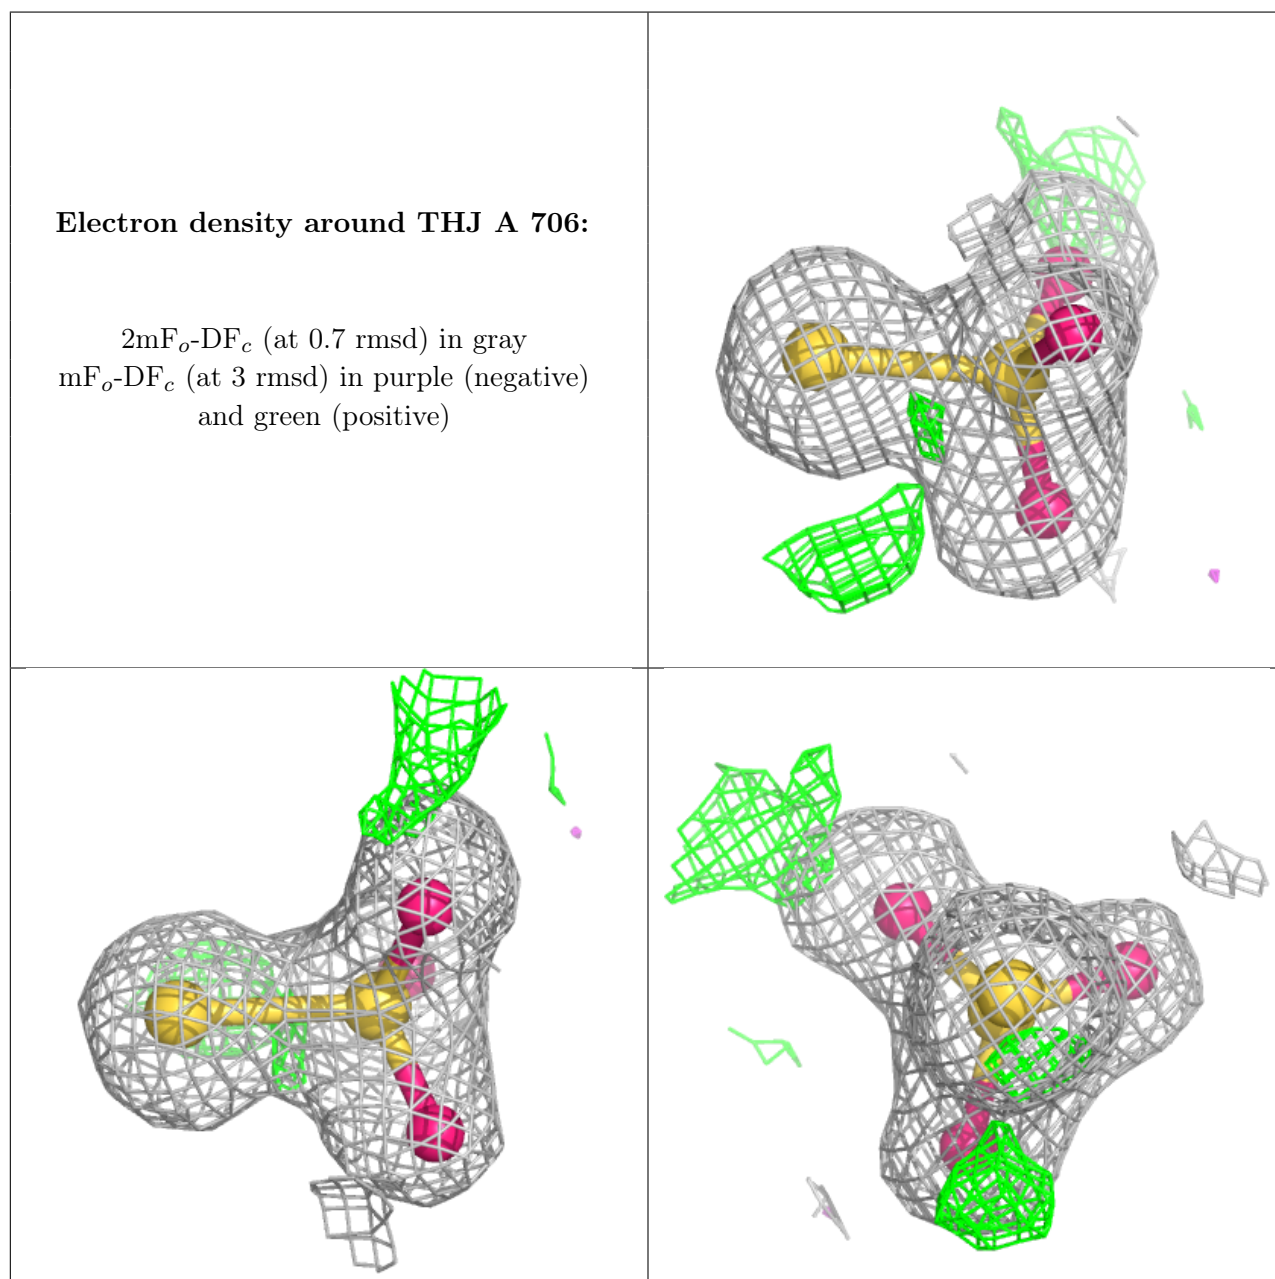 Electron density around THJ A 706:
2mFo-DFc (at 0.7 rmsd) in gray
mFo-DFc (at 3 rmsd) in purple (negative)
and green (positive)